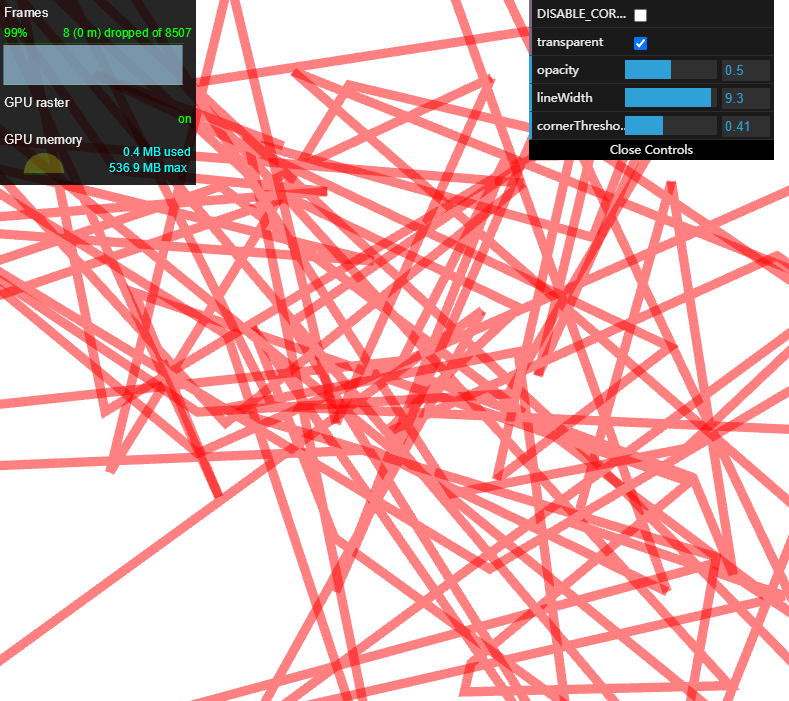 Frames
99% 8 (0 m) dropped of 8507
GPU raster
on
GPU memory
0.4 MB used
536.9 MB max
DISABLE_COR...
transparent
opacity 0.5
lineWidth 9.3
cornerThresho... 0.41
Close Controls